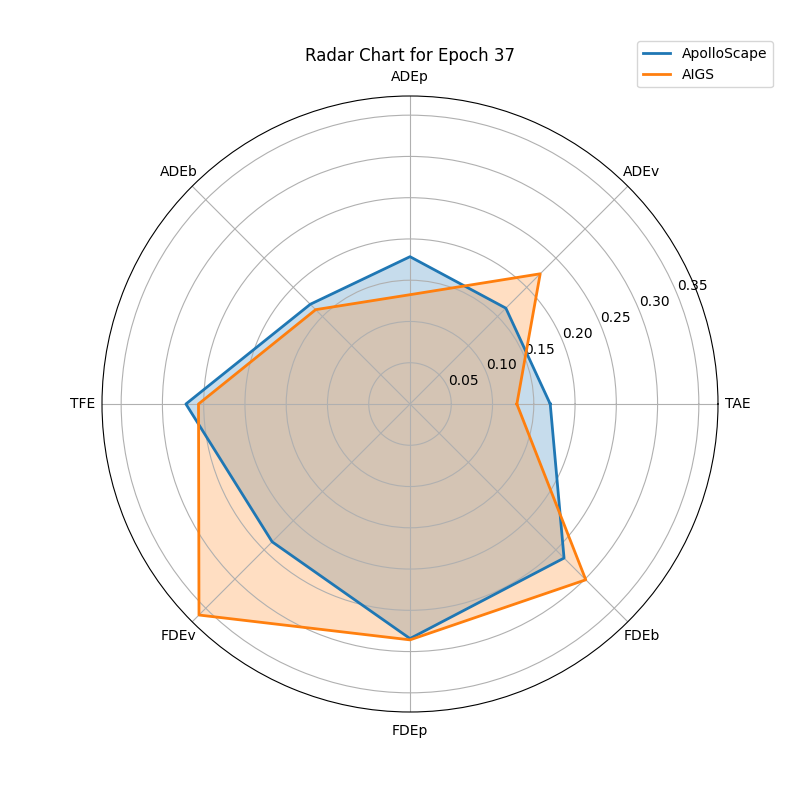 Radar Chart for Epoch 37
ApolloScape
AIGS
ADEp
ADEb
ADEv
0.35
0.30
0.25
0.20
0.15
0.10
0.05
TFE
TAE
FDEv
FDEb
FDEp